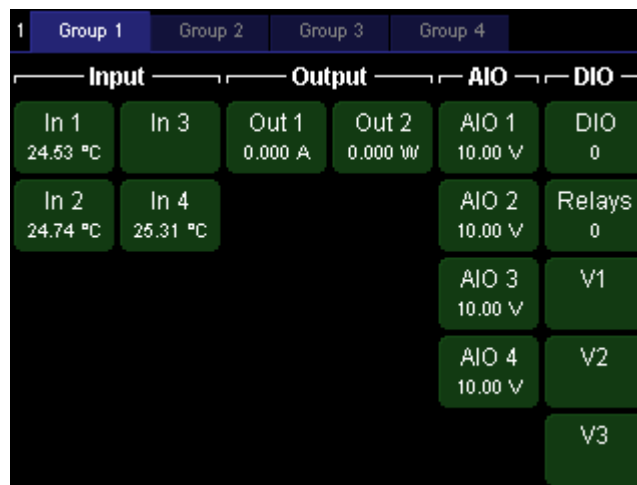 1 Group 1 Group 2 Group 3 Group 4
Input Output AIO DIO
In 1 In 3 Out 1 Out 2 AIO 1 DIO
24.53 °C 0.000 A 0.000 W 10.00 V 0
In 2 In 4 AIO 2 Relays
24.74 °C 25.31 °C 10.00 V 0
AIO 3 V1
10.00 V
AIO 4 V2
10.00 V
V3